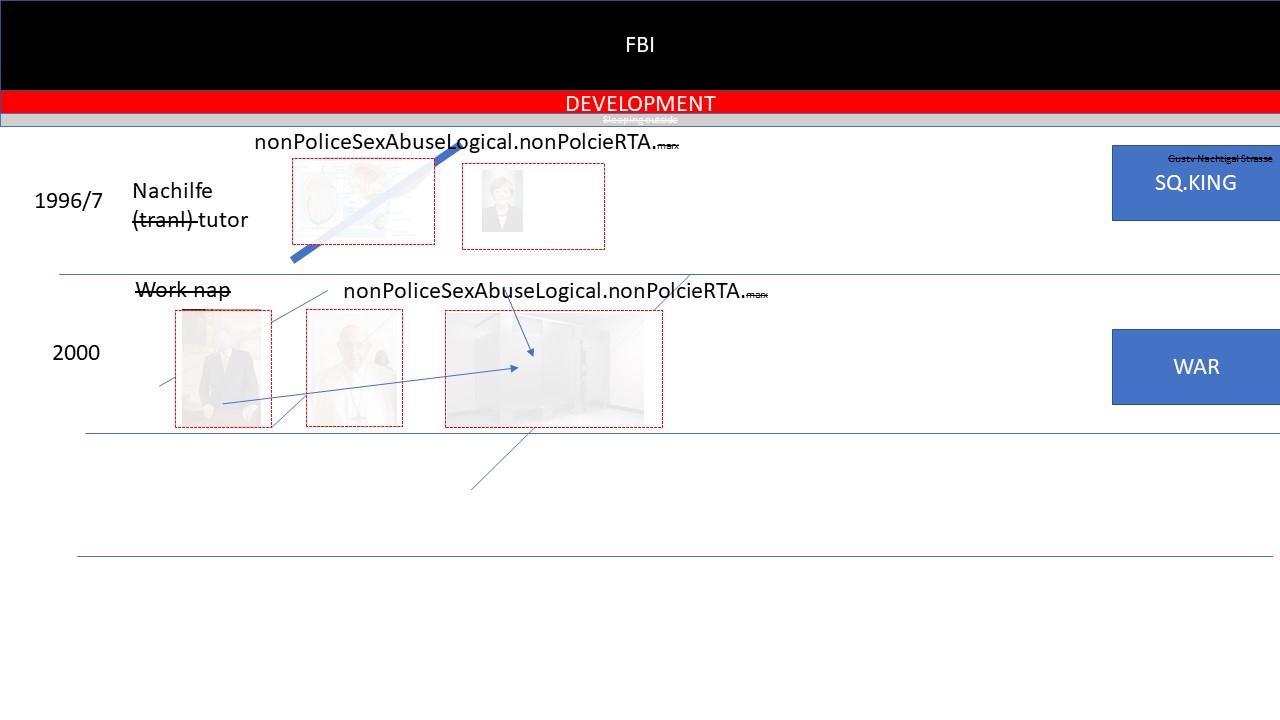 FBI
DEVELOPMENT
Sleeping outside
nonPoliceSexAbuseLogical.nonPolcieRTA.marx
Gustv Nachtigal Strasse
SQ.KING
1996/7
Nachilfe
(tranl) tutor
Work nap
nonPoliceSexAbuseLogical.nonPolcieRTA.marx
2000
WAR